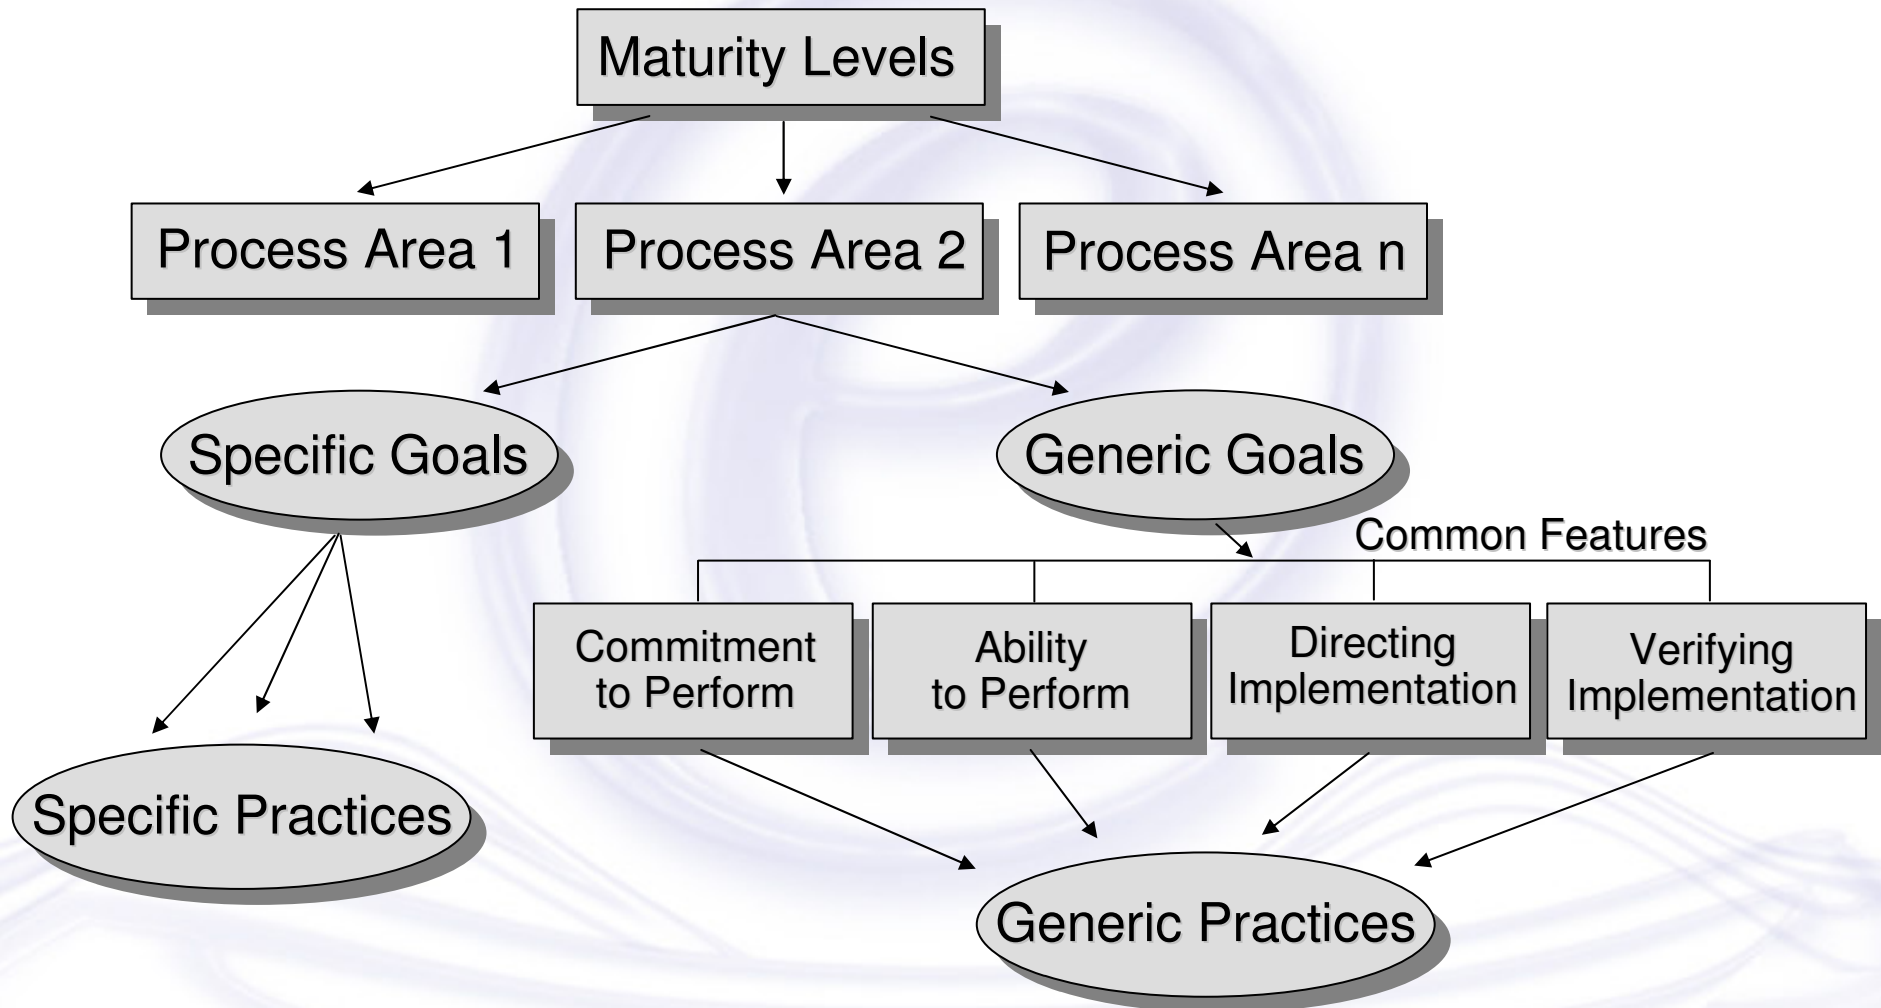 Maturity Levels
Process Area 1
Process Area 2
Process Area n
Specific Goals
Generic Goals
Common Features
Commitment
to Perform
Ability
to Perform
Directing
Implementation
Verifying
Implementation
Specific Practices
Generic Practices